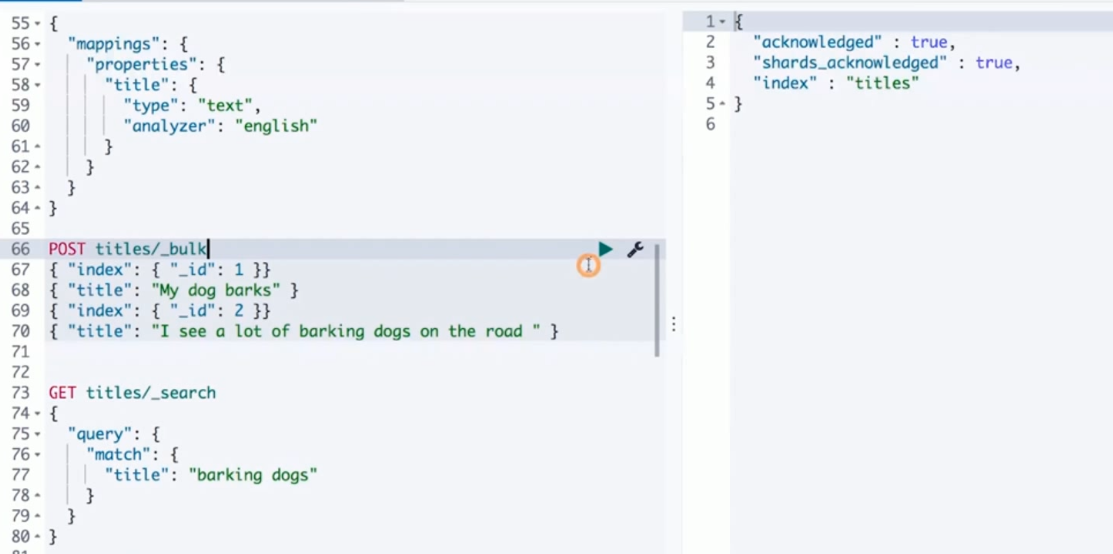 55 {
56 "mappings": {
57 "properties": {
58 "title": {
59 "type": "text",
60 "analyzer": "english"
61 }
62 }
63 }
64 }
65
66 POST titles/_bulk
67 { "index": { "_id": 1 }}
68 { "title": "My dog barks" }
69 { "index": { "_id": 2 }}
70 { "title": "I see a lot of barking dogs on the road " }
71
72
73 GET titles/_search
74 {
75 "query": {
76 "match": {
77 "title": "barking dogs"
78 }
79 }
80 }
1 {
2 "acknowledged" : true,
3 "shards_acknowledged" : true,
4 "index" : "titles"
5 }
6